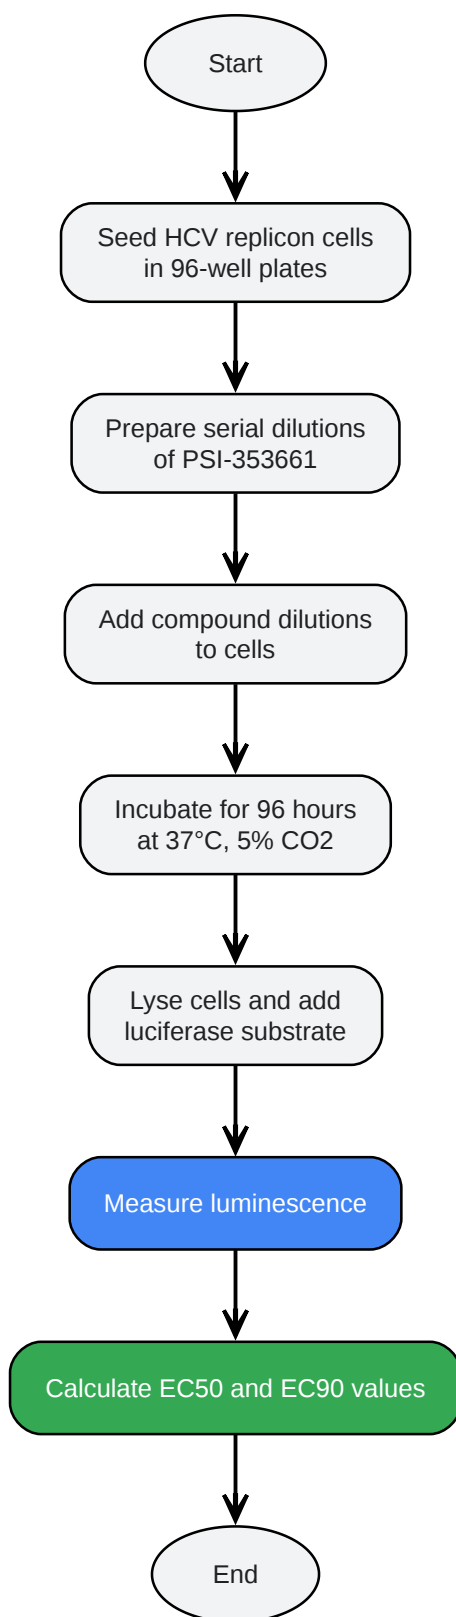 Start
Seed HCV replicon cells
in 96-well plates
Prepare serial dilutions
of PSI-353661
Add compound dilutions
to cells
Incubate for 96 hours
at 37°C, 5% CO2
Lyse cells and add
luciferase substrate
Measure luminescence
Calculate EC50 and EC90 values
End